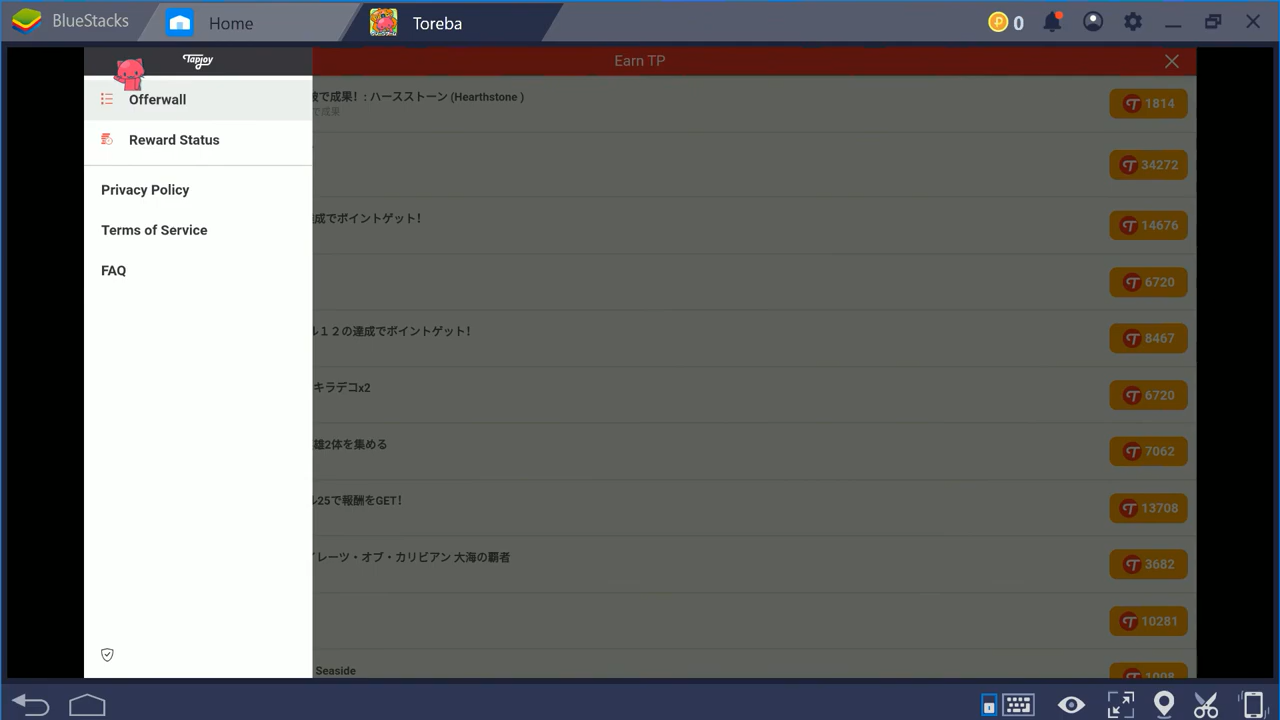 BlueStacks
Home
Toreba
0
Tapjoy
Earn TP
Offerwall
Reward Status
Privacy Policy
Terms of Service
FAQ
で成果! : ハースストーン (Hearthstone )
で成果
1814
34272
成でポイントゲット!
14676
6720
ル１２の達成でポイントゲット!
8467
キラデコx2
6720
雄2体を集める
7062
ル25で報酬をGET!
13708
イレーツ・オブ・カリビアン 大海の覇者
3682
10281
Seaside